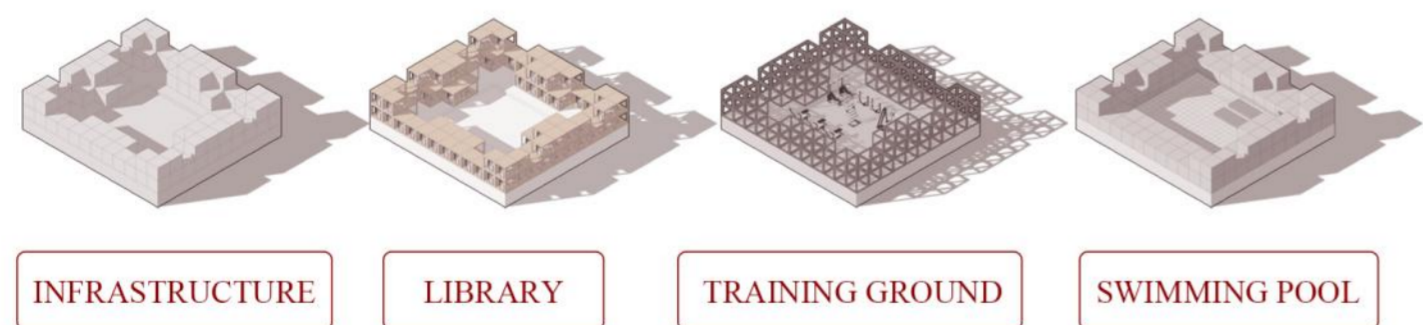 INFRASTRUCTURE
LIBRARY
TRAINING GROUND
SWIMMING POOL